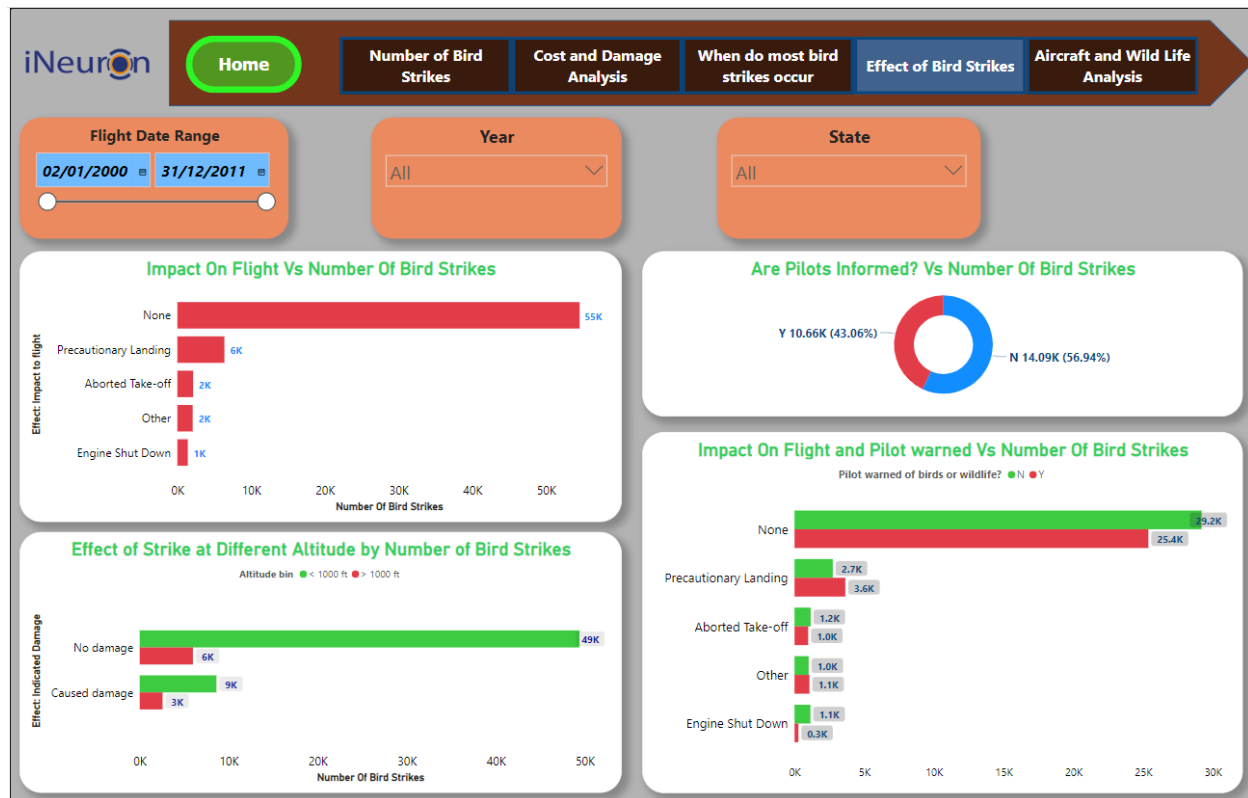 iNeuron
Home
Number of Bird
Strikes
Cost and Damage
Analysis
When do most bird
strikes occur
Effect of Bird Strikes
Aircraft and Wild Life
Analysis
Flight Date Range
02/01/2000
31/12/2011
Year
All
State
All
Impact On Flight Vs Number Of Bird Strikes
Effect: Impact to flight
None
55K
Precautionary Landing
6K
Aborted Take-off
2K
Other
2K
Engine Shut Down
1K
0K 10K 20K 30K 40K 50K
Number Of Bird Strikes
Are Pilots Informed? Vs Number Of Bird Strikes
Y 10.66K (43.06%)
N 14.09K (56.94%)
Effect of Strike at Different Altitude by Number of Bird Strikes
Altitude bin < 1000 ft > 1000 ft
Effect: Indicated Damage
No damage
49K
6K
Caused damage
9K
3K
0K 10K 20K 30K 40K 50K
Number Of Bird Strikes
Impact On Flight and Pilot warned Vs Number Of Bird Strikes
Pilot warned of birds or wildlife? N Y
None
29.2K
25.4K
Precautionary Landing
2.7K
3.6K
Aborted Take-off
1.2K
1.0K
Other
1.0K
1.1K
Engine Shut Down
1.1K
0.3K
0K 5K 10K 15K 20K 25K 30K